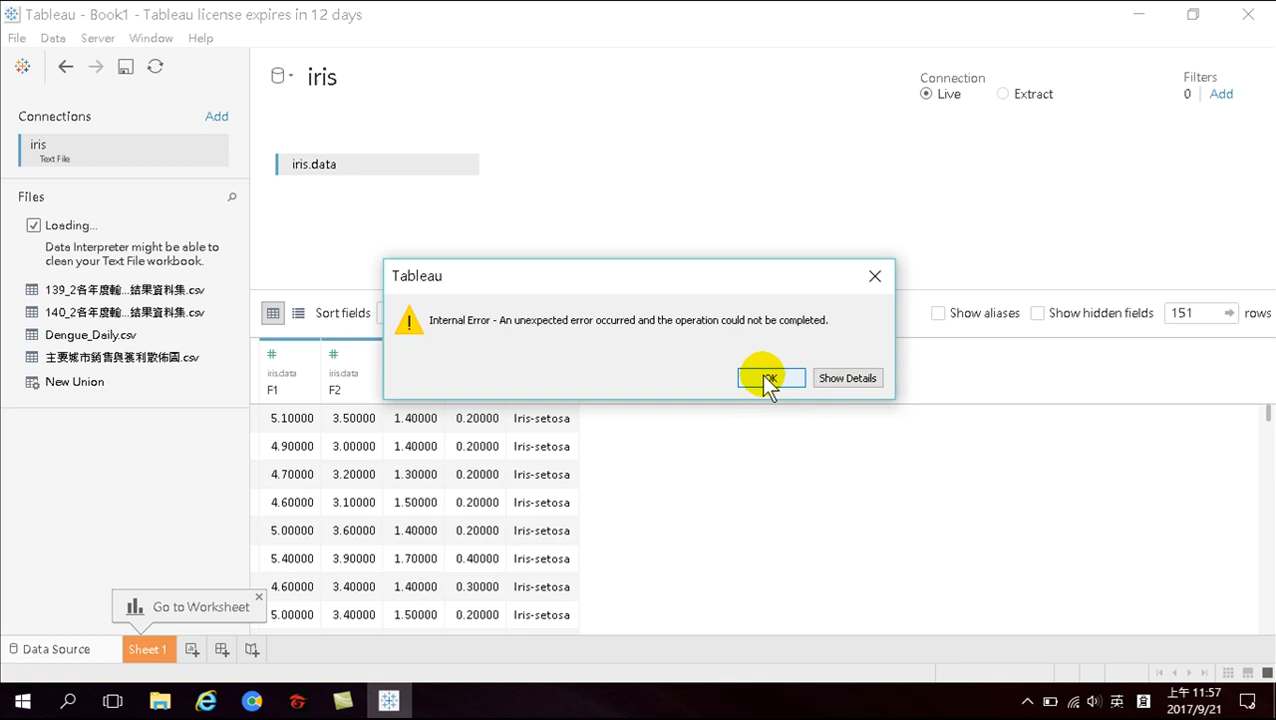 Tableau - Book1 - Tableau license expires in 12 days
File Data Server Window Help
iris
Connection
Live Extract
Filters
0 Add
Connections Add
iris
Text File
iris.data
Files
Loading...
Data Interpreter might be able to
clean your Text File workbook.
139_2各年度輸...結果資料集.csv
140_2各年度輸...結果資料集.csv
Dengue_Daily.csv
主要城市銷售與獲利散佈圖.csv
New Union
Tableau
Internal Error - An unexpected error occurred and the operation could not be completed.
OK Show Details
Sort fields
Show aliases Show hidden fields 151 rows
# #
iris.data iris.data
F1 F2
5.10000 3.50000 1.40000 0.20000 Iris-setosa
4.90000 3.00000 1.40000 0.20000 Iris-setosa
4.70000 3.20000 1.30000 0.20000 Iris-setosa
4.60000 3.10000 1.50000 0.20000 Iris-setosa
5.00000 3.60000 1.40000 0.20000 Iris-setosa
5.40000 3.90000 1.70000 0.40000 Iris-setosa
4.60000 3.40000 1.40000 0.30000 Iris-setosa
5.00000 3.40000 1.50000 0.20000 Iris-setosa
Go to Worksheet
Data Source Sheet 1
英
上午 11:57
2017/9/21